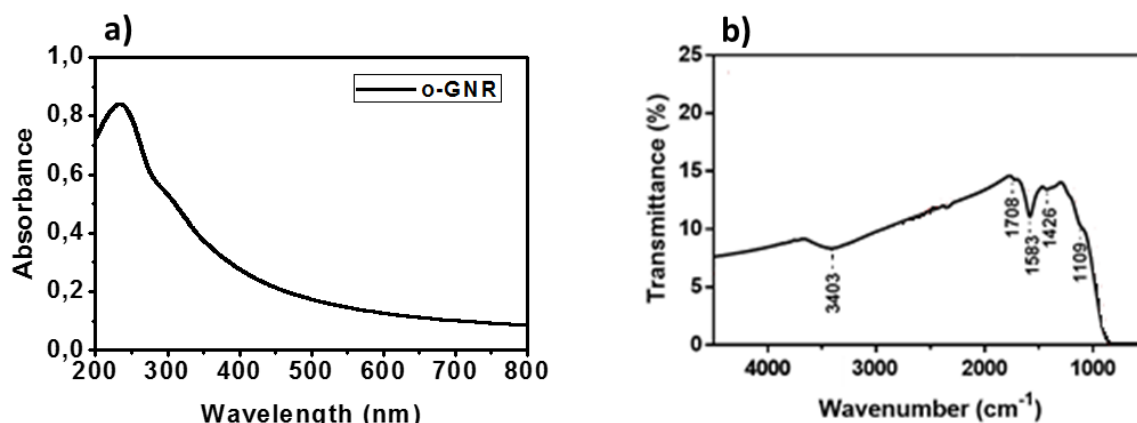 a)
1,0
0,8
0,6
0,4
0,2
0,0
Absorbance
o-GNR
200 300 400 500 600 700 800
Wavelength (nm)
b)
25
20
15
10
5
0
Transmittance (%)
3403
1708
1583
1426
1109
4000 3000 2000 1000
Wavenumber (cm⁻¹)